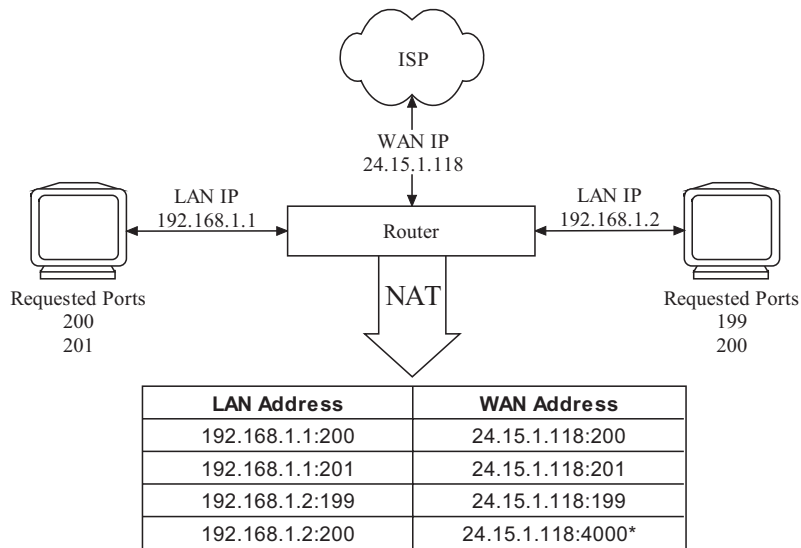 ISP
WAN IP
24.15.1.118
LAN IP
192.168.1.1
Router
LAN IP
192.168.1.2
Requested Ports
200
201
NAT
Requested Ports
199
200
LAN Address WAN Address
192.168.1.1:200 24.15.1.118:200
192.168.1.1:201 24.15.1.118:201
192.168.1.2:199 24.15.1.118:199
192.168.1.2:200 24.15.1.118:4000*